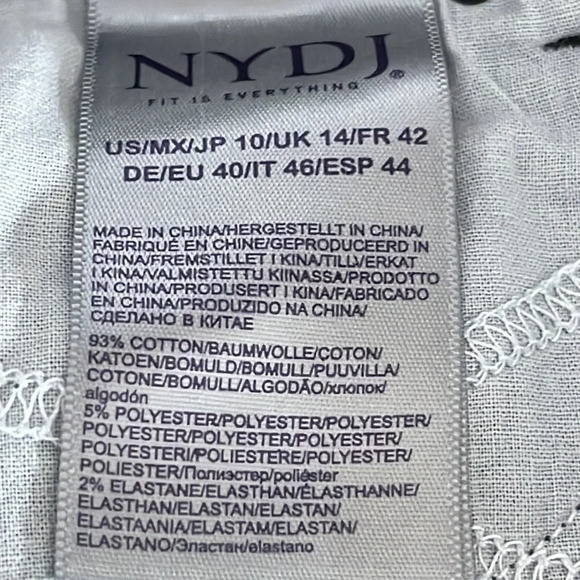 NYDJ®
FIT IS EVERYTHING
US/MX/JP 10/UK 14/FR 42
DE/EU 40/IT 46/ESP 44
MADE IN CHINA/HERGESTELLT IN CHINA/
FABRIQUÉ EN CHINE/GEPRODUCEERD IN
CHINA/FREMSTILLET I KINA/TILLVERKAT
I KINA/VALMISTETTU KIINASSA/PRODOTTO
IN CHINA/PRODUSERT I KINA/FABRICADO
EN CHINA/PRODUZIDO NA CHINA/
СДЕЛАНО В КИТАЕ
93% COTTON/BAUMWOLLE/COTON/
KATOEN/BOMULD/BOMULL/PUUVILLA/
COTONE/BOMULL/ALGODÃO/хлопок/
algodón
5% POLYESTER/POLYESTER/POLYESTER/
POLYESTER/POLYESTER/POLYESTER/
POLYESTERI/POLIESTERE/POLYESTER/
POLIESTER/Полиэстер/poliéster
2% ELASTANE/ELASTHAN/ÉLASTHANNE/
ELASTHAN/ELASTAN/ELASTAN/
ELASTAANIA/ELASTAM/ELASTAN/
ELASTANO/Эластан/elastano